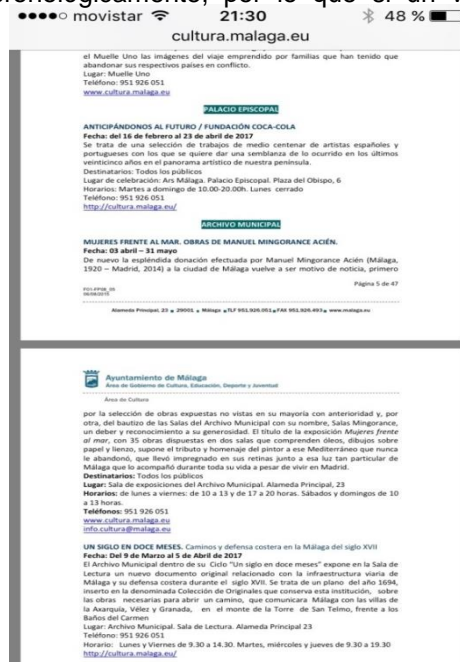 ●●●●○ movistar 21:30 48 %
cultura.malaga.eu
el Muelle Uno las imágenes del viaje emprendido por familias que han tenido que
abandonar sus respectivos países en conflicto.
Lugar: Muelle Uno
Teléfono: 951 926 051
www.cultura.malaga.eu
PALACIO EPISCOPAL
ANTICIPÁNDONOS AL FUTURO / FUNDACIÓN COCA-COLA
Fecha: del 16 de febrero al 23 de abril de 2017
Se trata de una selección de trabajos de medio centenar de artistas españoles y
portugueses con los que se quiere dar una semblanza de lo ocurrido en los últimos
veinticinco años en el panorama artístico de nuestra península.
Destinatarios: Todos los públicos
Lugar de celebración: Ars Málaga. Palacio Episcopal. Plaza del Obispo, 6
Horarios: Martes a domingo de 10.00-20.00h. Lunes cerrado
Teléfono: 951 926 051
http://cultura.malaga.eu/
ARCHIVO MUNICIPAL
MUJERES FRENTE AL MAR. OBRAS DE MANUEL MINGORANCE ACIÉN.
Fecha: 03 abril – 31 mayo
De nuevo la espléndida donación efectuada por Manuel Mingorance Acién (Málaga,
1920 – Madrid, 2014) a la ciudad de Málaga vuelve a ser motivo de noticia, primero
Página 5 de 47
Alameda Principal, 23 ■ 29001 ■ Málaga ■ TLF 951.926.051 ■ FAX 951.926.493 ■ www.malaga.eu
Ayuntamiento de Málaga
Área de Gobierno de Cultura, Educación, Deporte y Juventud
Área de Cultura
por la selección de obras expuestas no vistas en su mayoría con anterioridad y, por
otra, del bautizo de las Salas del Archivo Municipal con su nombre, Salas Mingorance,
un deber y reconocimiento a su generosidad. El título de la exposición Mujeres frente
al mar, con 35 obras dispuestas en dos salas que comprenden óleos, dibujos sobre
papel y lienzo, supone el tributo y homenaje del pintor a ese Mediterráneo que nunca
le abandonó, que llevó impregnado en sus retinas junto a esa luz tan particular de
Málaga que lo acompañó durante toda su vida a pesar de vivir en Madrid.
Destinatarios: Todos los públicos
Lugar: Sala de exposiciones del Archivo Municipal. Alameda Principal, 23
Horarios: de lunes a viernes: de 10 a 13 y de 17 a 20 horas. Sábados y domingos de 10
a 13 horas.
Teléfonos: 951 926 051
www.cultura.malaga.eu
info.cultura@malaga.eu
UN SIGLO EN DOCE MESES. Caminos y defensa costera en la Málaga del siglo XVII
Fecha: Del 9 de Marzo al 5 de Abril de 2017
El Archivo Municipal dentro de su Ciclo "Un siglo en doce meses" expone en la Sala de
Lectura un nuevo documento original relacionado con la infraestructura viaria de
Málaga y su defensa costera durante el siglo XVII. Se trata de un plano del año 1694,
inserto en la denominada Colección de Originales que conserva esta institución, sobre
las obras necesarias para abrir un camino, que comunicara Málaga con las villas de
la Axarquía, Vélez y Granada, en el monte de la Torre de San Telmo, frente a los
Baños del Carmen
Lugar: Archivo Municipal. Sala de Lectura. Alameda Principal 23
Teléfono: 951 926 051
Horario: Lunes y Viernes de 9.30 a 14.30. Martes, miércoles y jueves de 9.30 a 19.30
http://cultura.malaga.eu/